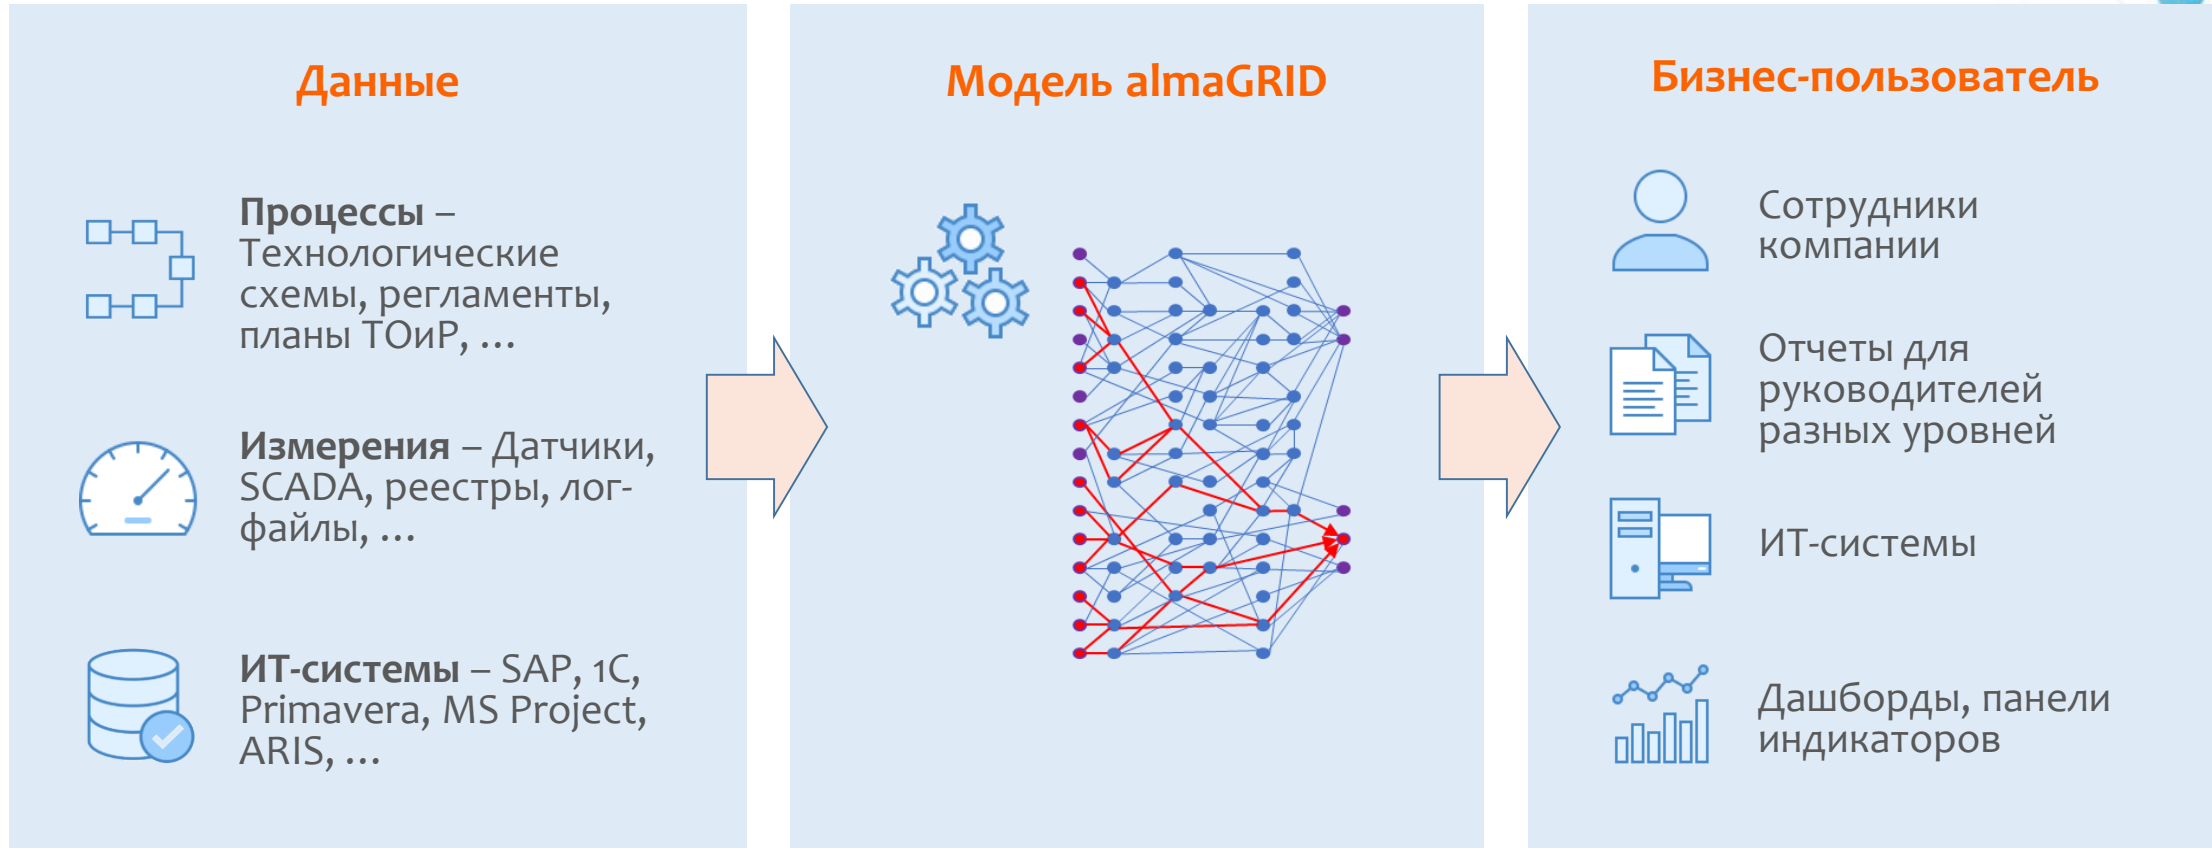 Данные
Процессы –
Технологические
схемы, регламенты,
планы ТОиР, ...
Измерения – Датчики,
SCADA, реестры, лог-
файлы, ...
ИТ-системы – SAP, 1С,
Primavera, MS Project,
ARIS, ...
Модель almaGRID
Бизнес-пользователь
Сотрудники
компании
Отчеты для
руководителей
разных уровней
ИТ-системы
Дашборды, панели
индикаторов